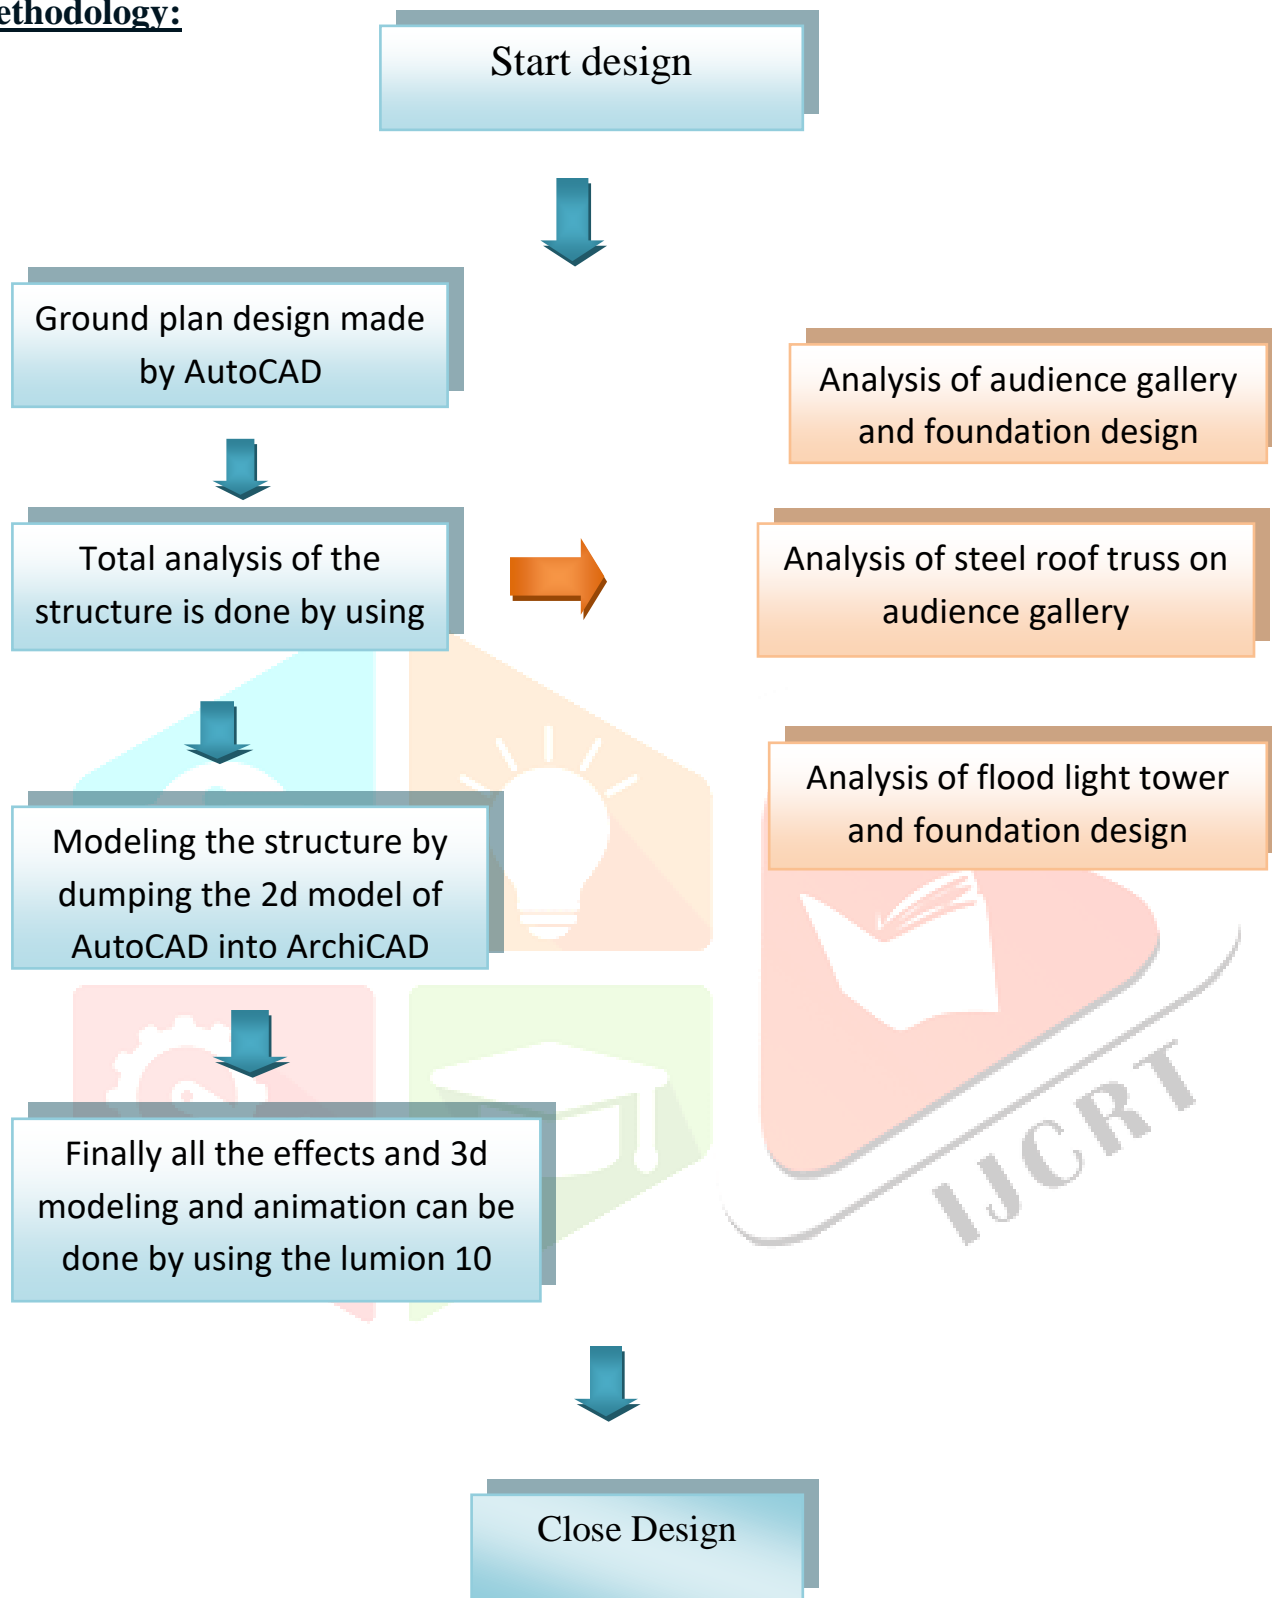 ethodology:
Start design
Ground plan design made
by AutoCAD
Analysis of audience gallery
and foundation design
Total analysis of the
structure is done by using
Analysis of steel roof truss on
audience gallery
Analysis of flood light tower
and foundation design
Modeling the structure by
dumping the 2d model of
AutoCAD into ArchiCAD
Finally all the effects and 3d
modeling and animation can be
done by using the lumion 10
IJCRT
Close Design